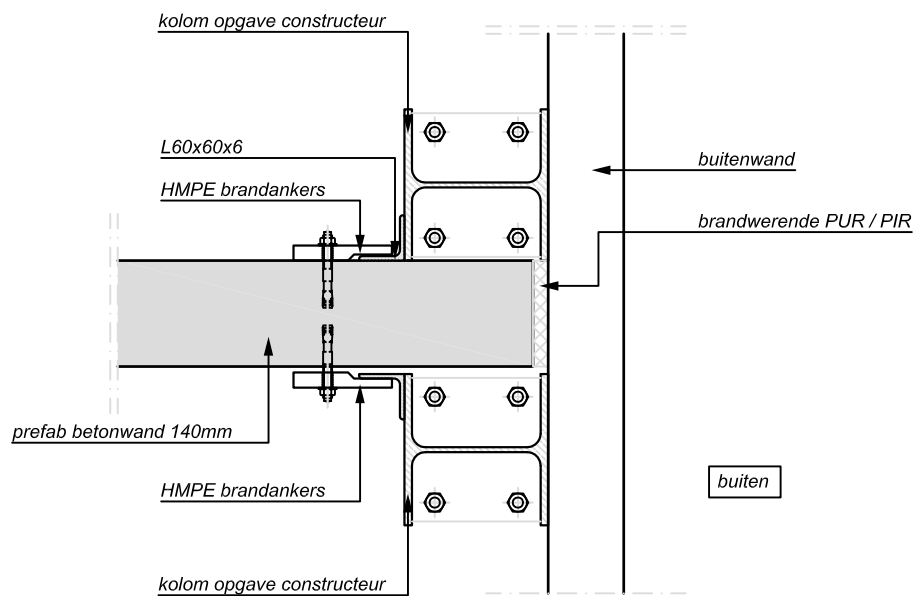 kolom opgave constructeur
L60x60x6
HMPE brandankers
buitenwand
brandwerende PUR / PIR
prefab betonwand 140mm
HMPE brandankers
buiten
kolom opgave constructeur